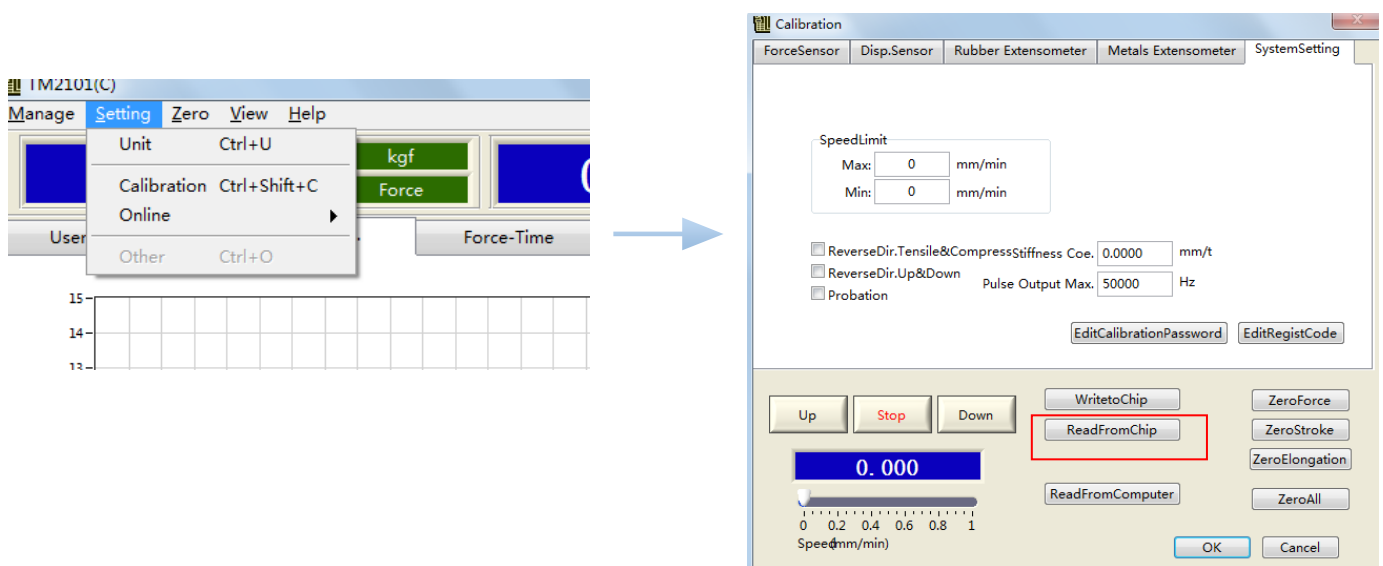 TM2101(C)
Manage Setting Zero View Help
Unit Ctrl+U
Calibration Ctrl+Shift+C
Online
Other Ctrl+O
kgf
Force
User
Force-Time
15
14
13
Calibration
ForceSensor Disp.Sensor Rubber Extensometer Metals Extensometer SystemSetting
SpeedLimit
Max: 0 mm/min
Min: 0 mm/min
ReverseDir.Tensile&Compress Stiffness Coe. 0.0000 mm/t
ReverseDir.Up&Down Pulse Output Max. 50000 Hz
Probation
EditCalibrationPassword EditRegistCode
Up Stop Down
WritetoChip
ReadFromChip
ReadFromComputer
ZeroForce
ZeroStroke
ZeroElongation
ZeroAll
0. 000
0 0.2 0.4 0.6 0.8 1
Speed(mm/min)
OK Cancel